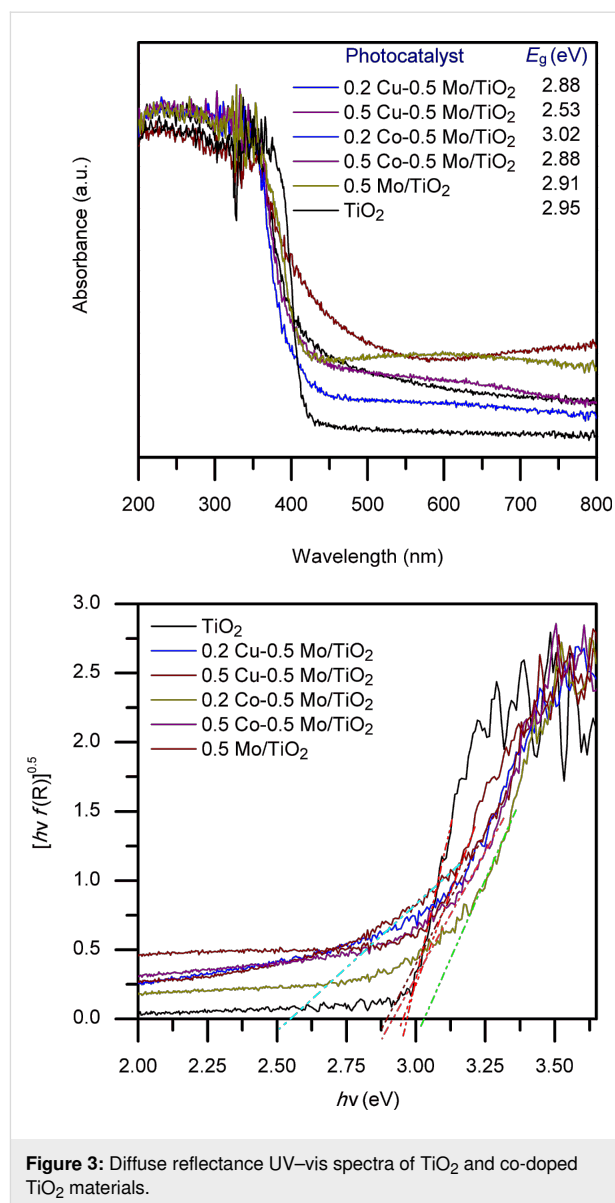 Photocatalyst E_g (eV)
0.2 Cu-0.5 Mo/TiO₂ 2.88
0.5 Cu-0.5 Mo/TiO₂ 2.53
0.2 Co-0.5 Mo/TiO₂ 3.02
0.5 Co-0.5 Mo/TiO₂ 2.88
0.5 Mo/TiO₂ 2.91
TiO₂ 2.95
Absorbance (a.u.)
200 300 400 500 600 700 800
Wavelength (nm)
3.0
2.5
2.0
1.5
1.0
0.5
0.0
[hν f(R)]^0.5
TiO₂
0.2 Cu-0.5 Mo/TiO₂
0.5 Cu-0.5 Mo/TiO₂
0.2 Co-0.5 Mo/TiO₂
0.5 Co-0.5 Mo/TiO₂
0.5 Mo/TiO₂
2.00 2.25 2.50 2.75 3.00 3.25 3.50
hν (eV)
Figure 3: Diffuse reflectance UV–vis spectra of TiO₂ and co-doped
TiO₂ materials.